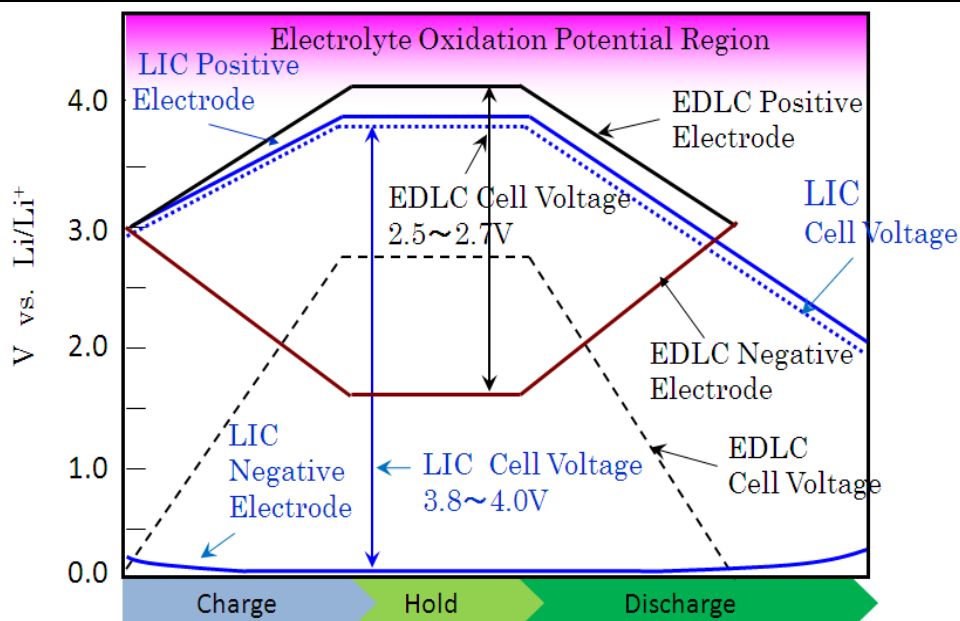 Electrolyte Oxidation Potential Region
LIC Positive
Electrode
4.0
EDLC Positive
Electrode
EDLC Cell Voltage
2.5～2.7V
LIC
Cell Voltage
3.0
V vs. Li/Li⁺
2.0
EDLC Negative
Electrode
LIC
Negative
Electrode
1.0
LIC Cell Voltage
3.8～4.0V
EDLC
Cell Voltage
0.0
Charge
Hold
Discharge